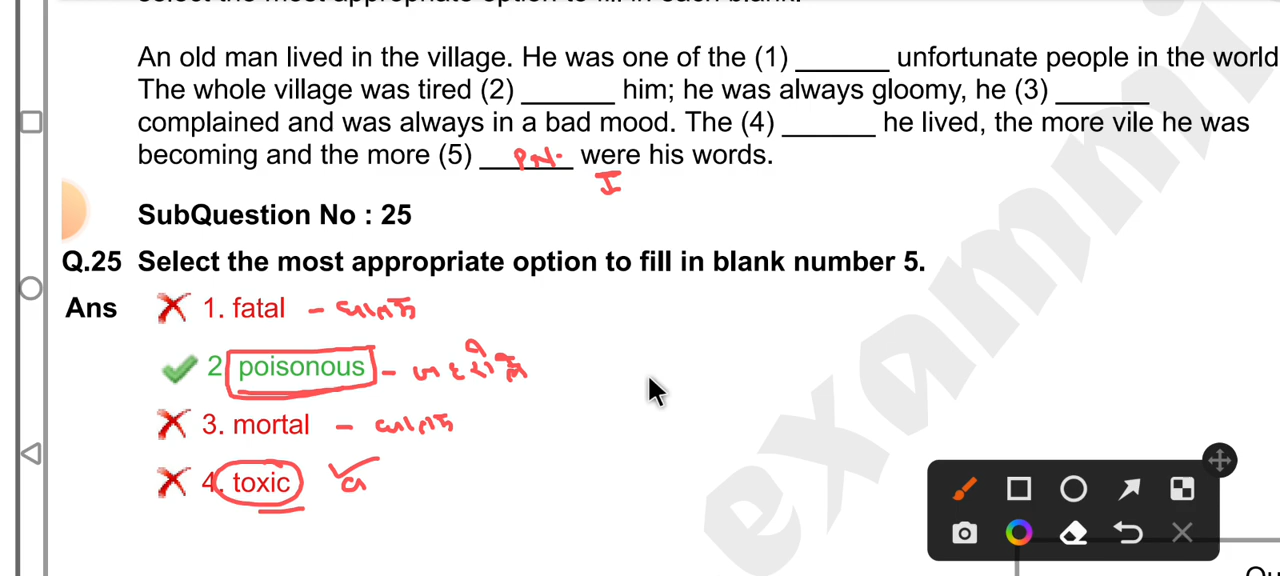 An old man lived in the village. He was one of the (1) ______ unfortunate people in the world
The whole village was tired (2) ______ him; he was always gloomy, he (3) ______
complained and was always in a bad mood. The (4) ______ he lived, the more vile he was
becoming and the more (5) ______ were his words.
SubQuestion No : 25
Q.25 Select the most appropriate option to fill in blank number 5.
Ans 1. fatal
2 poisonous
3. mortal
4. toxic
examni